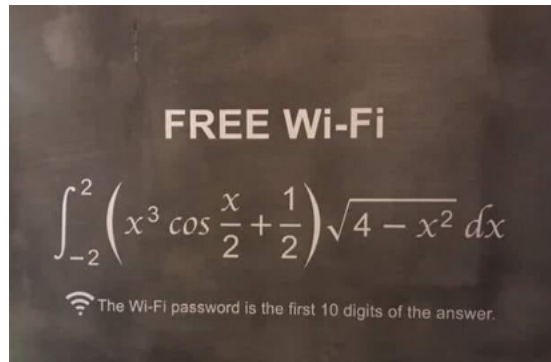 FREE Wi-Fi
∫_{-2}^{2} (x³ cos x/2 + 1/2) √(4 − x²) dx
The Wi-Fi password is the first 10 digits of the answer.